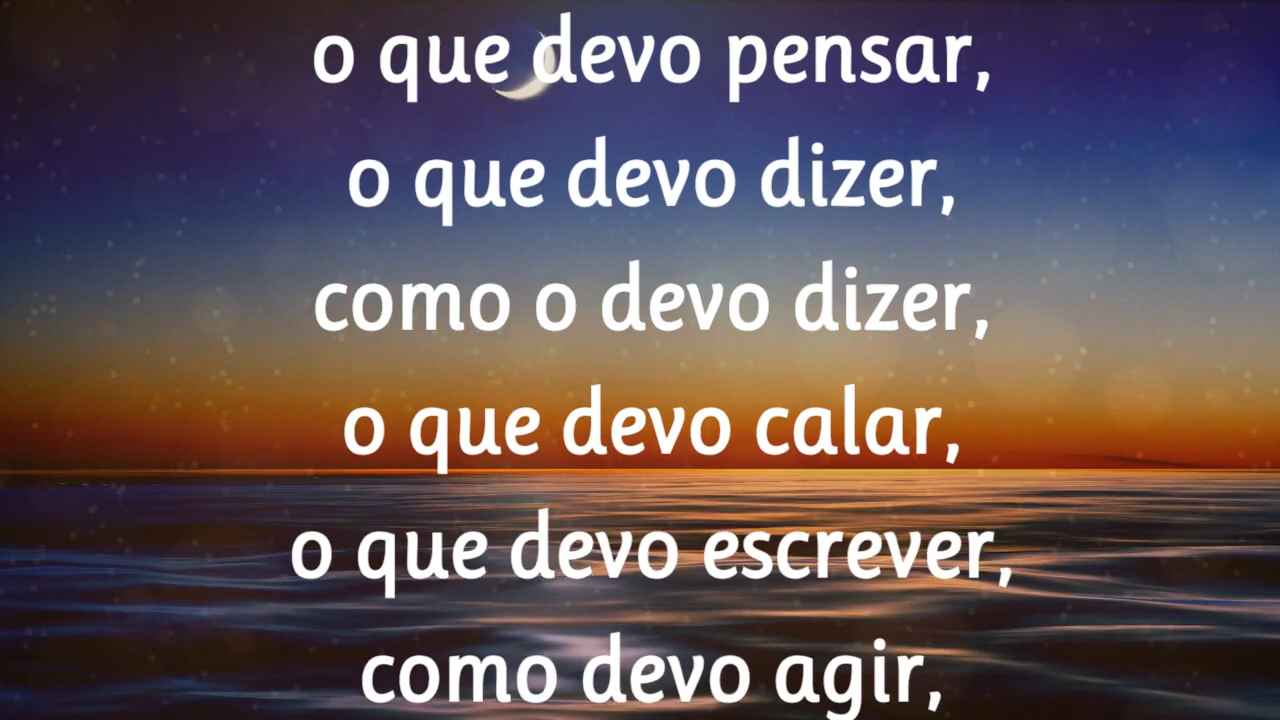 o que devo pensar,
o que devo dizer,
como o devo dizer,
o que devo calar,
o que devo escrever,
como devo agir,